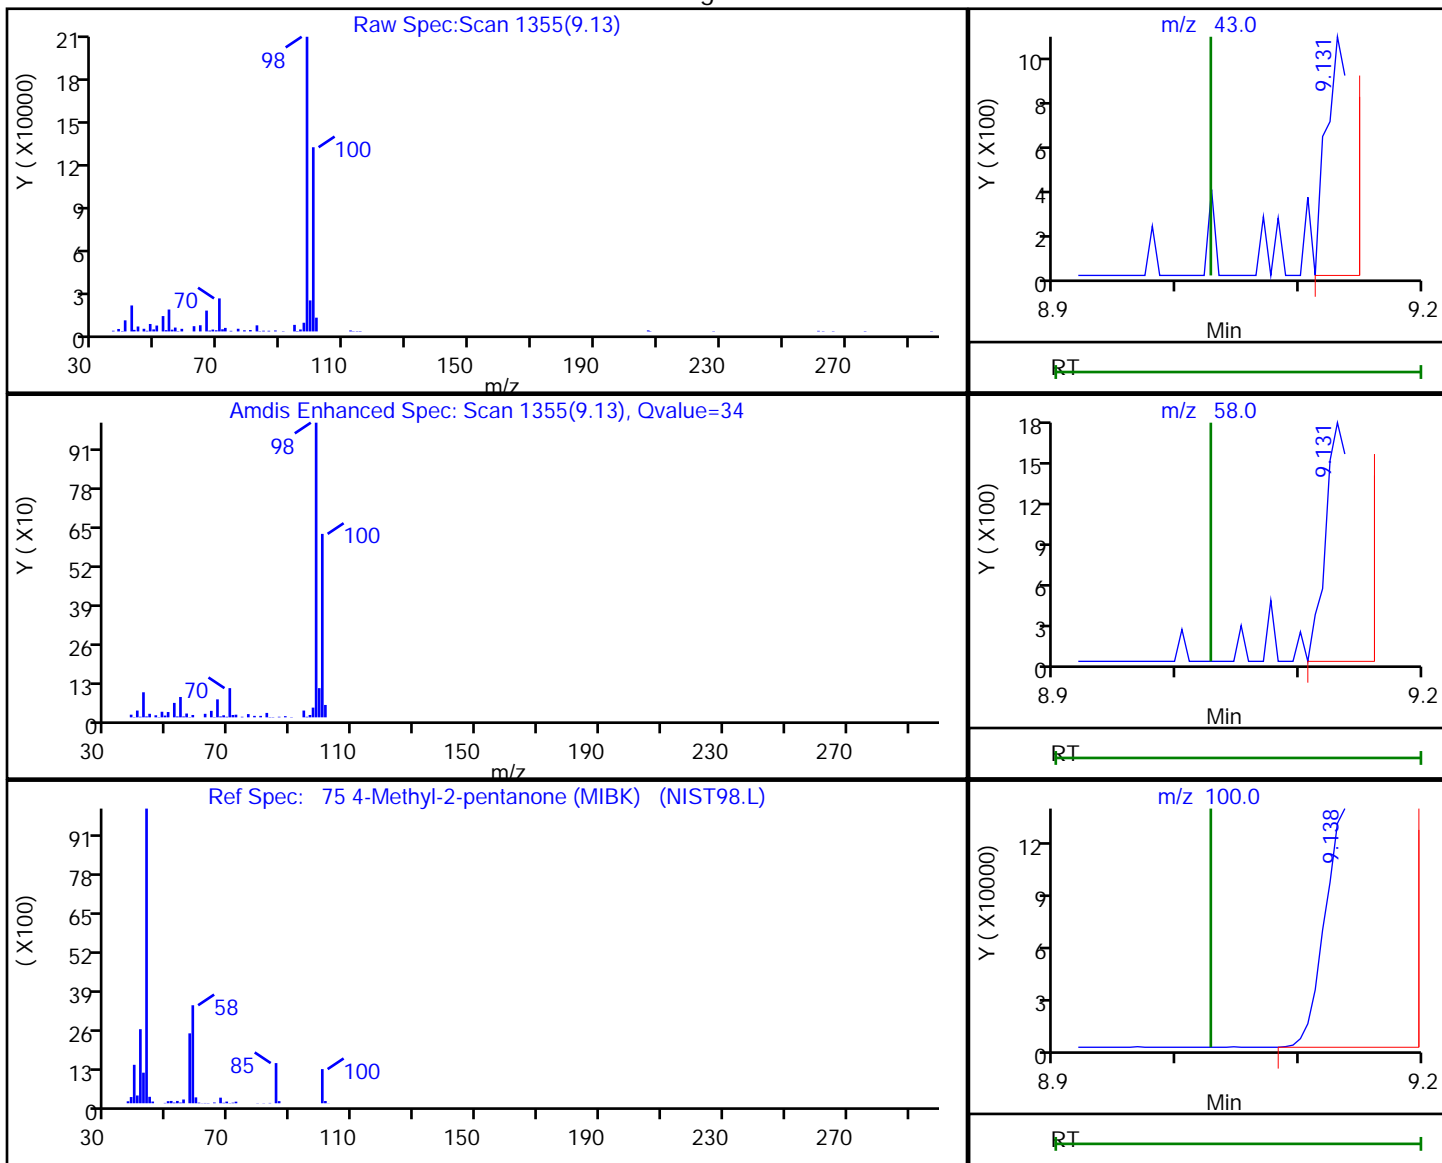 Raw Spec:Scan 1355(9.13)
Y ( X10000)
21
18
15
12
9
6
3
0
98
100
70
30 70 110 150 190 230 270
m/z
m/z 43.0
Y ( X100)
10
8
6
4
2
0
9.131
8.9 9.2
Min
RT
Amdis Enhanced Spec: Scan 1355(9.13), Qvalue=34
Y ( X10)
91
78
65
52
39
26
13
0
98
100
70
30 70 110 150 190 230 270
m/z
m/z 58.0
Y ( X100)
18
15
12
9
6
3
0
9.131
8.9 9.2
Min
RT
Ref Spec: 75 4-Methyl-2-pentanone (MIBK) (NIST98.L)
( X100)
91
78
65
52
39
26
13
0
58
85
100
30 70 110 150 190 230 270
m/z 100.0
Y ( X10000)
12
9
6
3
0
9.138
8.9 9.2
Min
RT